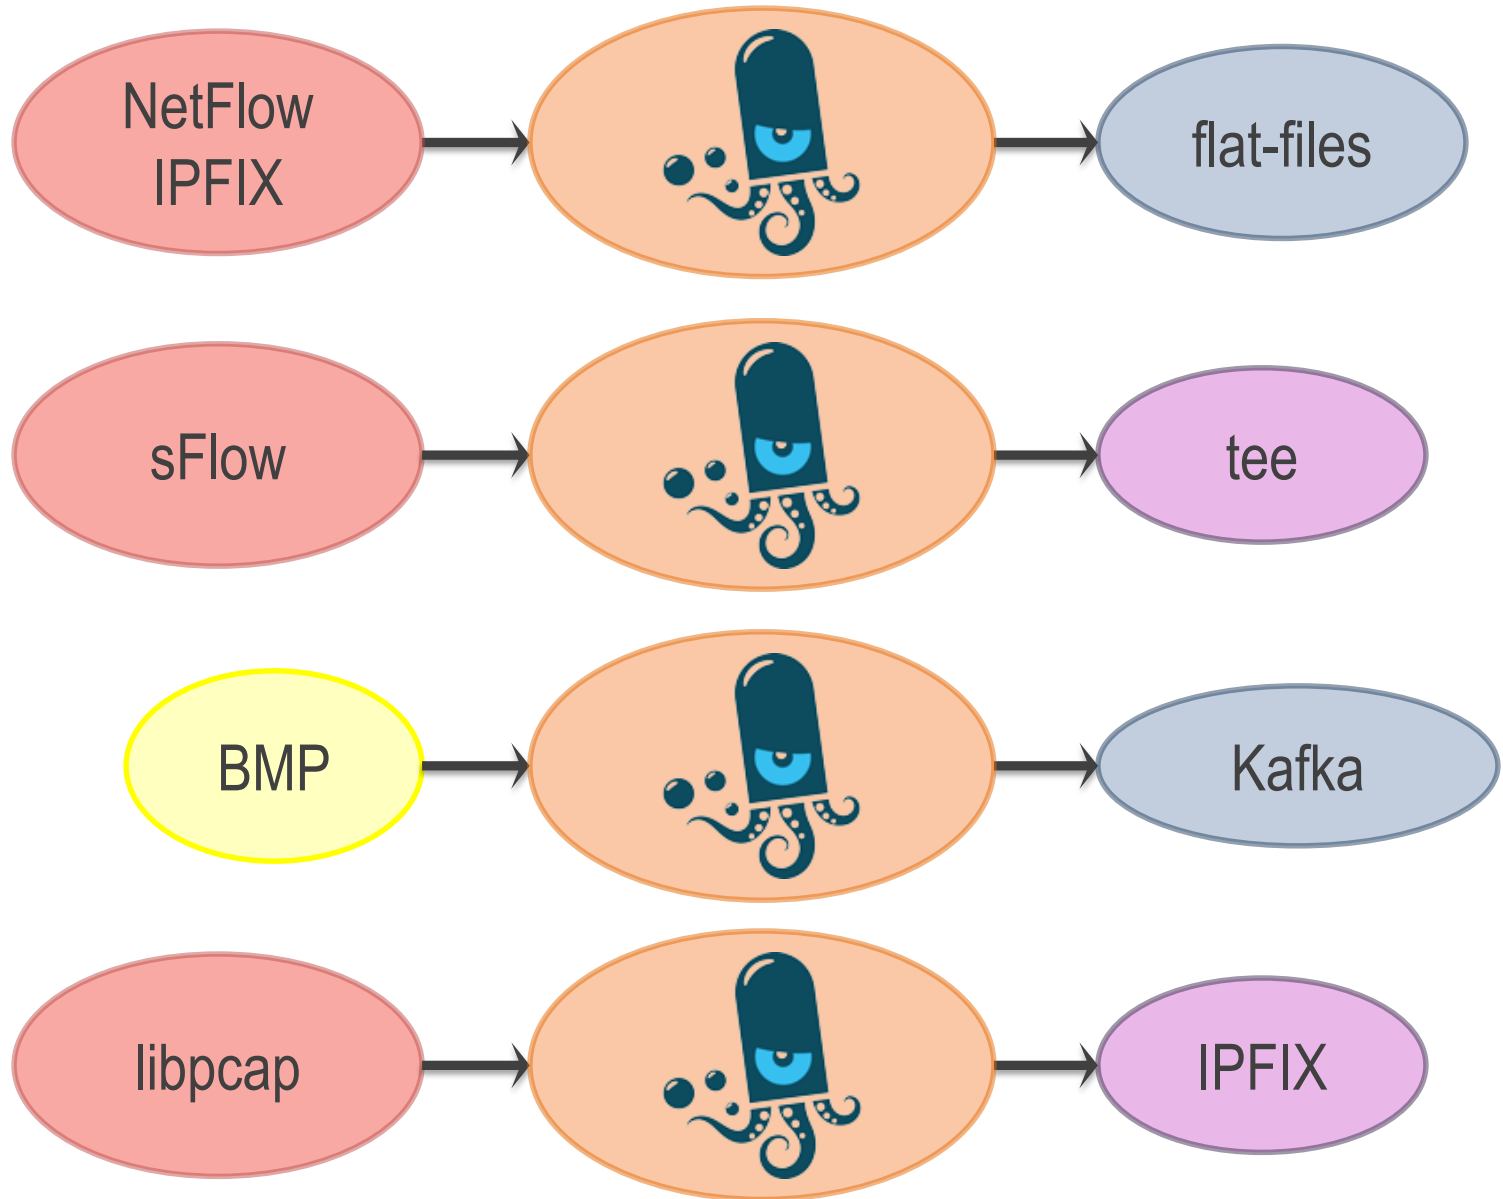 NetFlow
IPFIX
flat-files
sFlow
tee
BMP
Kafka
libpcap
IPFIX